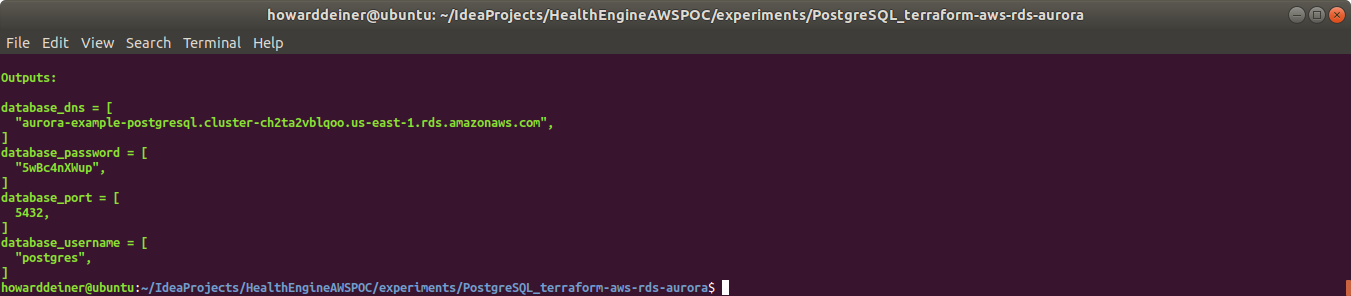 howarddeiner@ubuntu: ~/IdeaProjects/HealthEngineAWSPOC/experiments/PostgreSQL_terraform-aws-rds-aurora
File Edit View Search Terminal Help
Outputs:
database_dns = [
  "aurora-example-postgresql.cluster-ch2ta2vblqoo.us-east-1.rds.amazonaws.com",
]
database_password = [
  "5wBc4nXWup",
]
database_port = [
  5432,
]
database_username = [
  "postgres",
]
howarddeiner@ubuntu:~/IdeaProjects/HealthEngineAWSPOC/experiments/PostgreSQL_terraform-aws-rds-aurora$